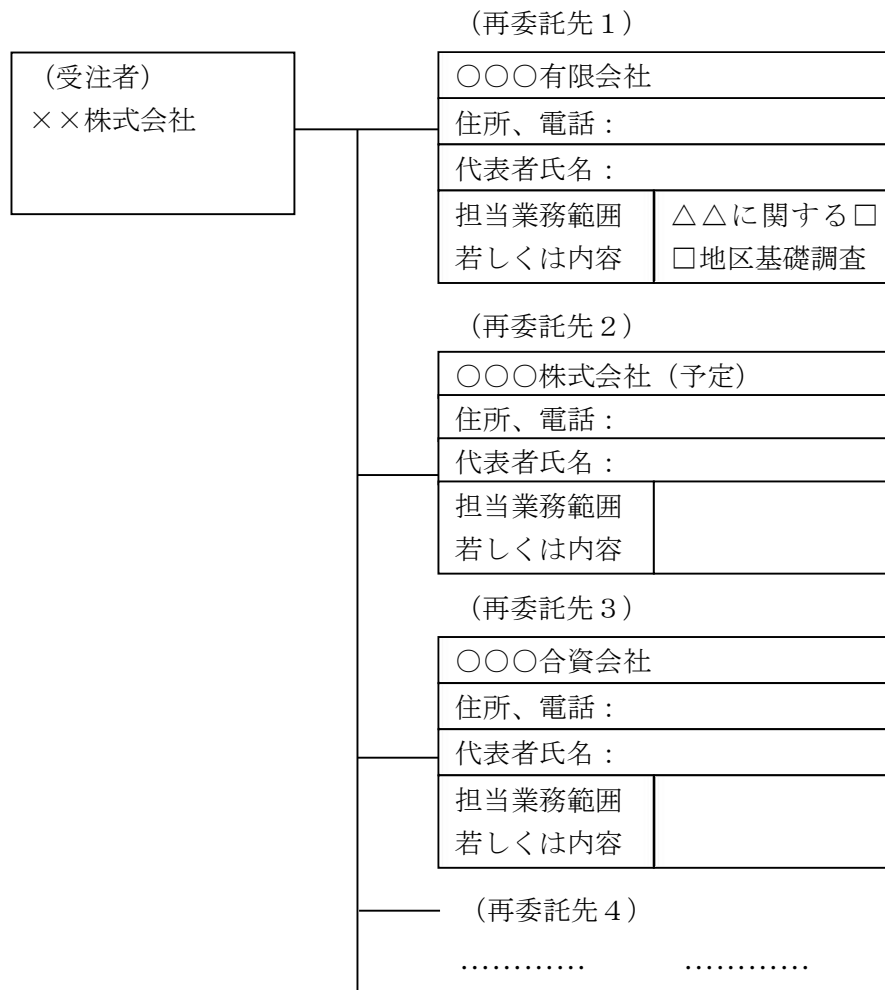 （受注者）
××株式会社
（再委託先１）
○○○有限会社
住所、電話：
代表者氏名：
担当業務範囲
若しくは内容
△△に関する□
□地区基礎調査
（再委託先２）
○○○株式会社（予定）
住所、電話：
代表者氏名：
担当業務範囲
若しくは内容
（再委託先３）
○○○合資会社
住所、電話：
代表者氏名：
担当業務範囲
若しくは内容
（再委託先４）
…………　　…………